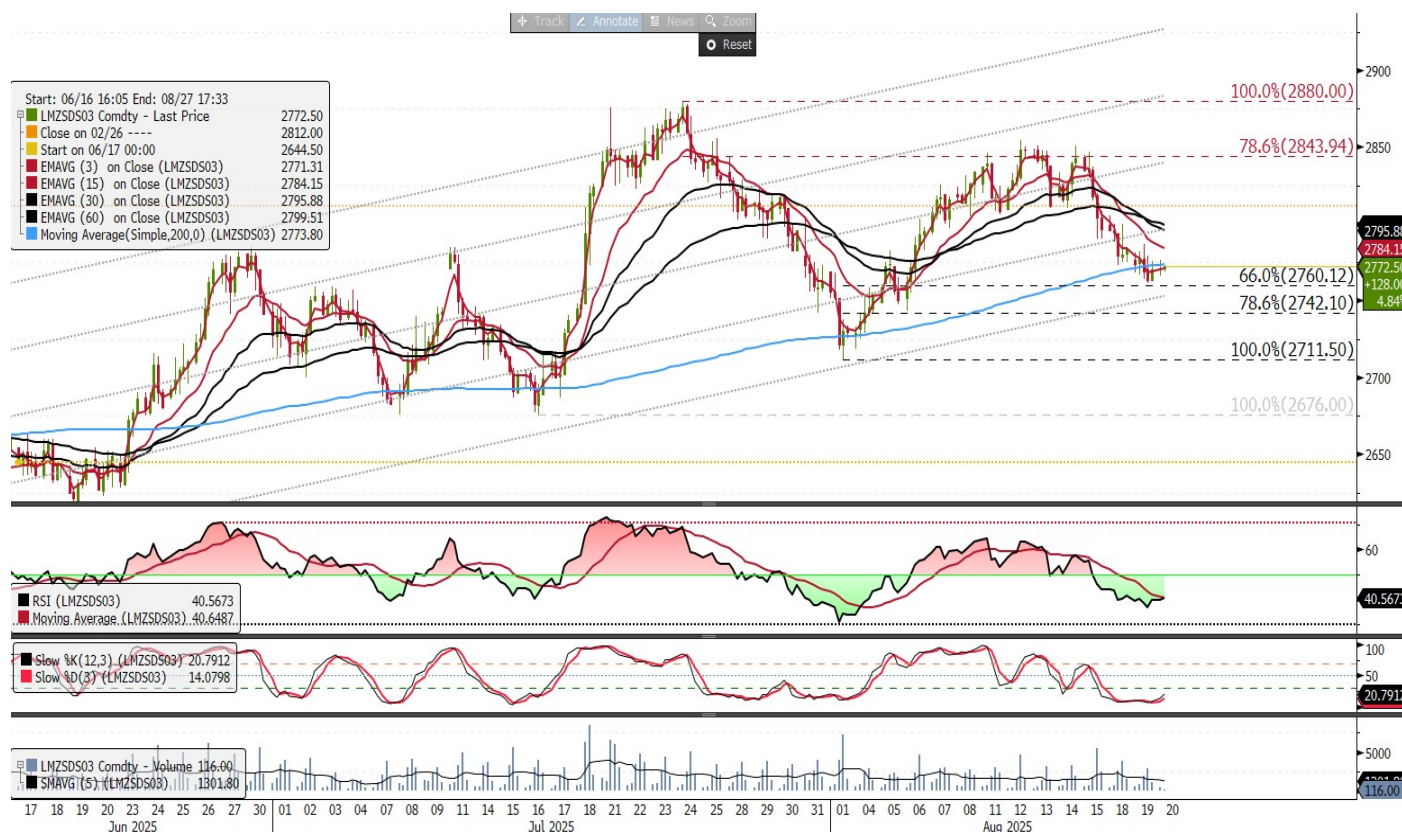 Track Annotate News Zoom
Reset
Start: 06/16 16:05 End: 08/27 17:33
LMZSDS03 Comdty - Last Price 2772.50
Close on 02/26 ---- 2812.00
Start on 06/17 00:00 2644.50
EMAVG (3) on Close (LMZSDS03) 2771.31
EMAVG (15) on Close (LMZSDS03) 2784.15
EMAVG (30) on Close (LMZSDS03) 2795.88
EMAVG (60) on Close (LMZSDS03) 2799.51
Moving Average(Simple,200,0) (LMZSDS03) 2773.80
100.0%(2880.00)
78.6%(2843.94)
66.0%(2760.12)
78.6%(2742.10)
100.0%(2711.50)
100.0%(2676.00)
2900
2850
2795.88
2784.15
2772.50
+128.00
4.84%
2700
2650
RSI (LMZSDS03) 40.5673
Moving Average (LMZSDS03) 40.6487
60
40.5673
Slow %K(12,3) (LMZSDS03) 20.7912
Slow %D(3) (LMZSDS03) 14.0798
100
50
20.7912
LMZSDS03 Comdty - Volume 116.00
SMAVG (5) (LMZSDS03) 1301.80
5000
116.00
17 18 19 20 23 24 25 26 27 30 01 02 03 04 07 08 09 10 11 14 15 16 17 18 21 22 23 24 25 28 29 30 31 01 04 05 06 07 08 11 12 13 14 15 18 19 20
Jun 2025 Jul 2025 Aug 2025